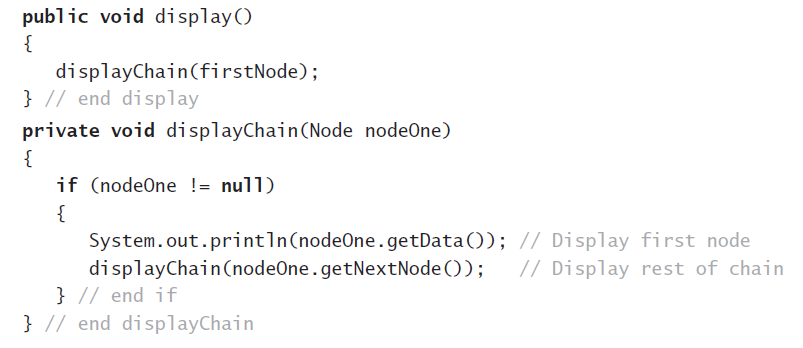 public void display()
{
displayChain(firstNode);
} // end display
private void displayChain(Node nodeOne)
{
if (nodeOne != null)
{
System.out.println(nodeOne.getData()); // Display first node
displayChain(nodeOne.getNextNode()); // Display rest of chain
} // end if
} // end displayChain